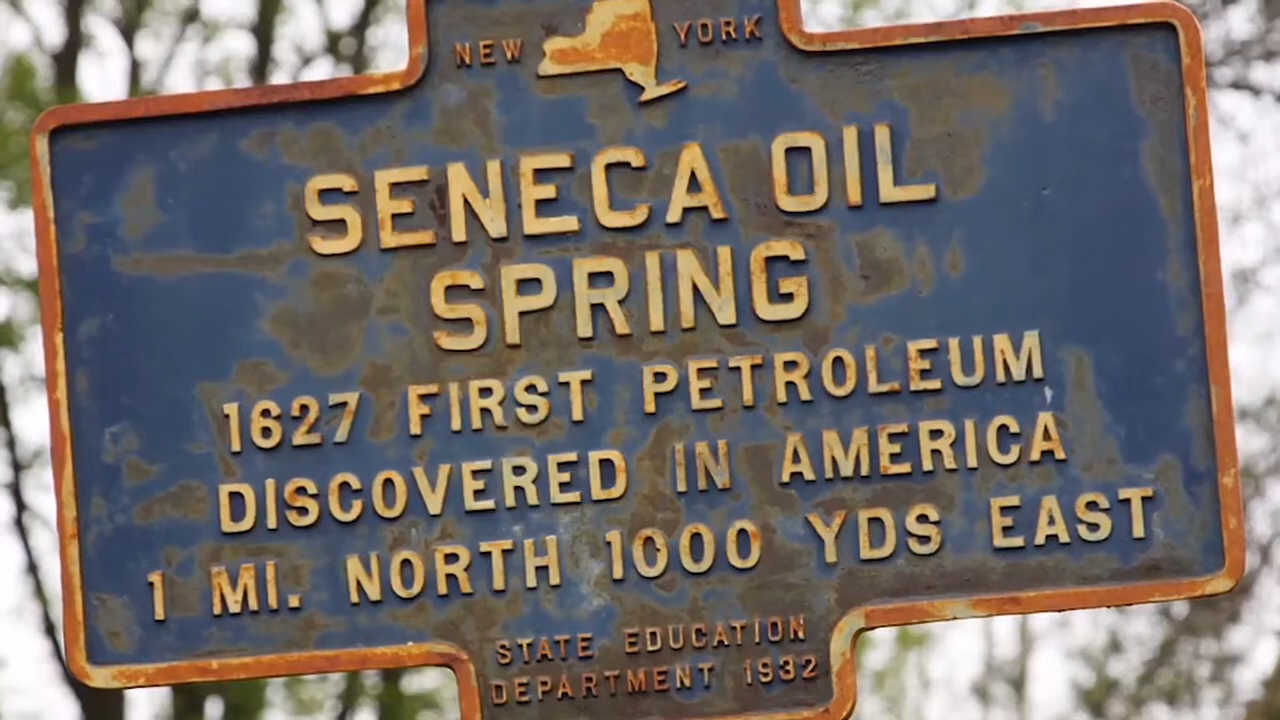 NEW YORK
SENECA OIL
SPRING
1627 FIRST PETROLEUM
DISCOVERED IN AMERICA
1 MI. NORTH 1000 YDS EAST
STATE EDUCATION
DEPARTMENT 1932